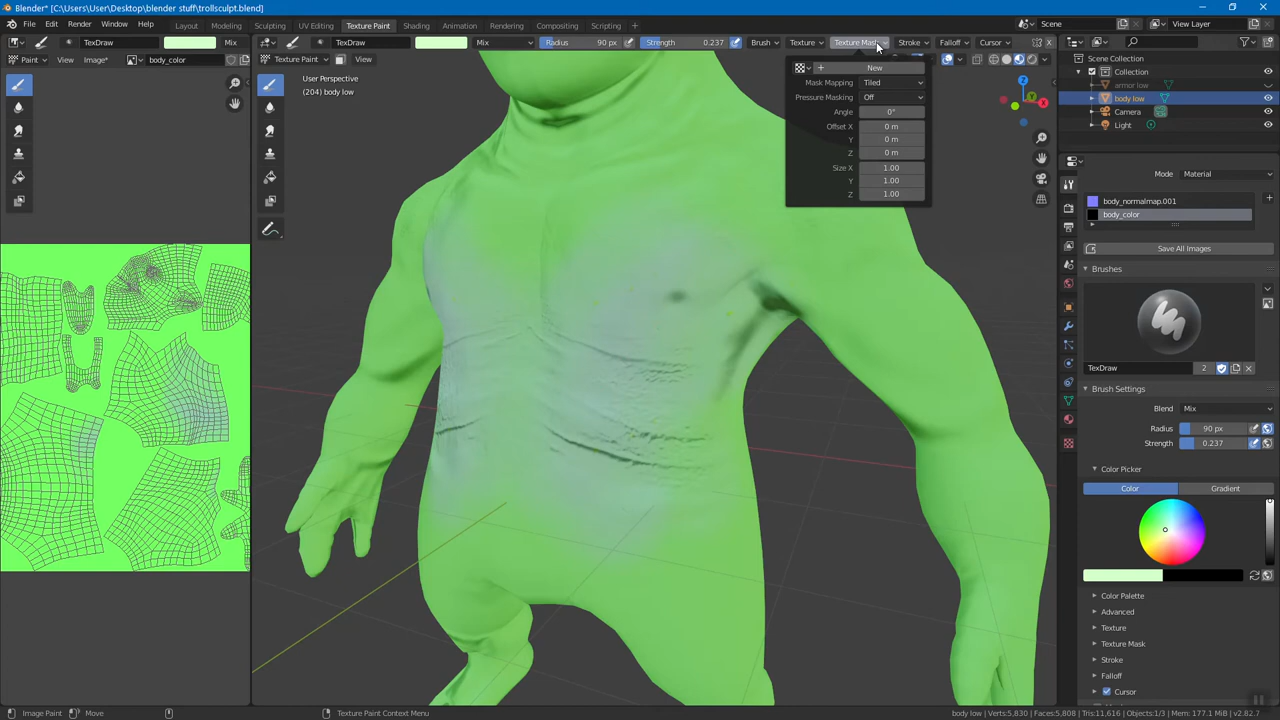 Blender* [C:\Users\User\Desktop\blender stuff\trollsculpt.blend]
File Edit Render Window Help Layout Modeling Sculpting UV Editing Texture Paint Shading Animation Rendering Compositing Scripting + Scene View Layer
TexDraw Mix TexDraw Mix Radius 90 px Strength 0.237 Brush Texture Texture Mask Stroke Falloff Cursor
Paint View Image* body_color Texture Paint View
User Perspective
(204) body low
New
Mask Mapping Tiled
Pressure Masking Off
Angle 0°
Offset X 0 m
Y 0 m
Z 0 m
Size X 1.00
Y 1.00
Z 1.00
X
Z
Scene Collection
Collection
armor low
body low
Camera
Light
Mode Material
body_normalmap.001
body_color
Save All Images
Brushes
TexDraw 2
Brush Settings
Blend Mix
Radius 90 px
Strength 0.237
Color Picker
Color Gradient
Color Palette
Advanced
Texture
Texture Mask
Stroke
Falloff
Cursor
Image Paint Move Texture Paint Context Menu body low | Verts:5,830 | Faces:5,808 | Tris:11,616 | Objects:1/3 | Mem: 177.1 MiB | v2.82.7